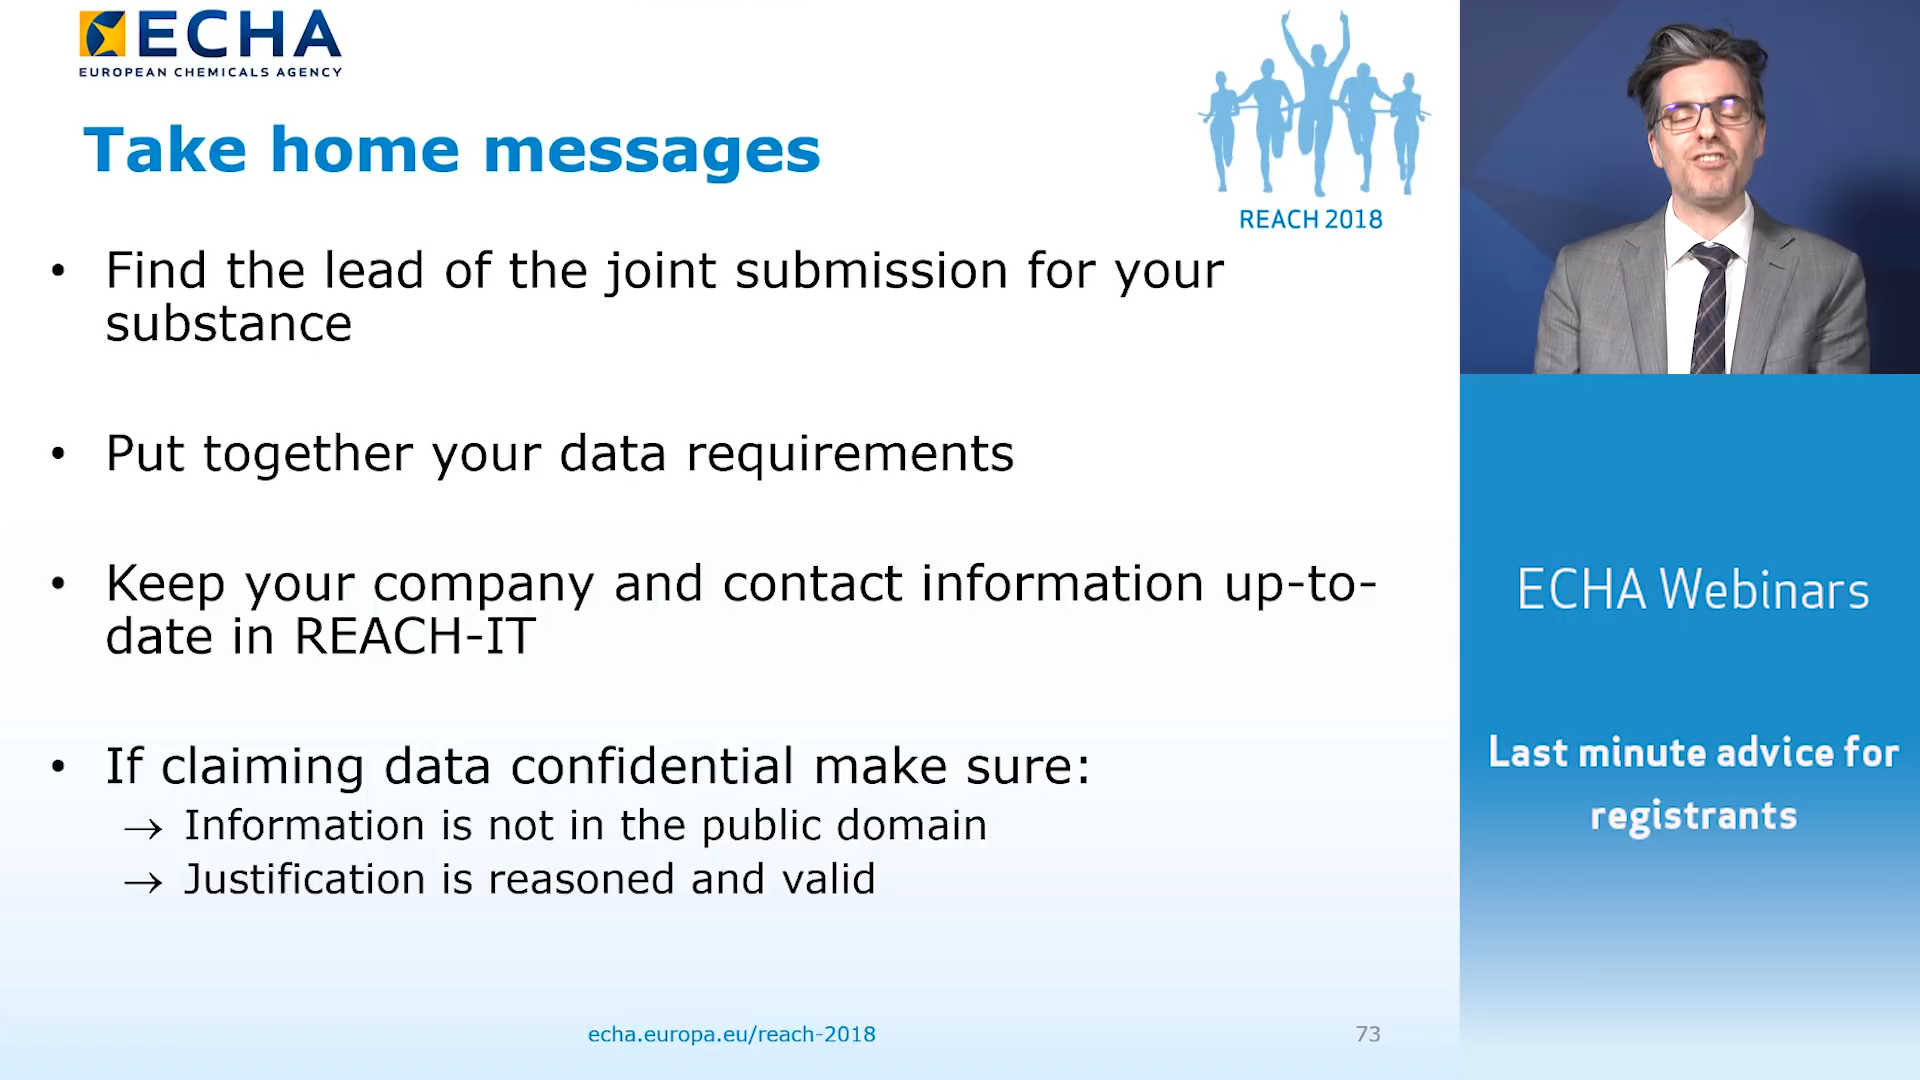 ECHA
EUROPEAN CHEMICALS AGENCY
Take home messages
REACH 2018
• Find the lead of the joint submission for your
substance
• Put together your data requirements
• Keep your company and contact information up-to-
date in REACH-IT
• If claiming data confidential make sure:
→ Information is not in the public domain
→ Justification is reasoned and valid
echa.europa.eu/reach-2018
73
ECHA Webinars
Last minute advice for
registrants